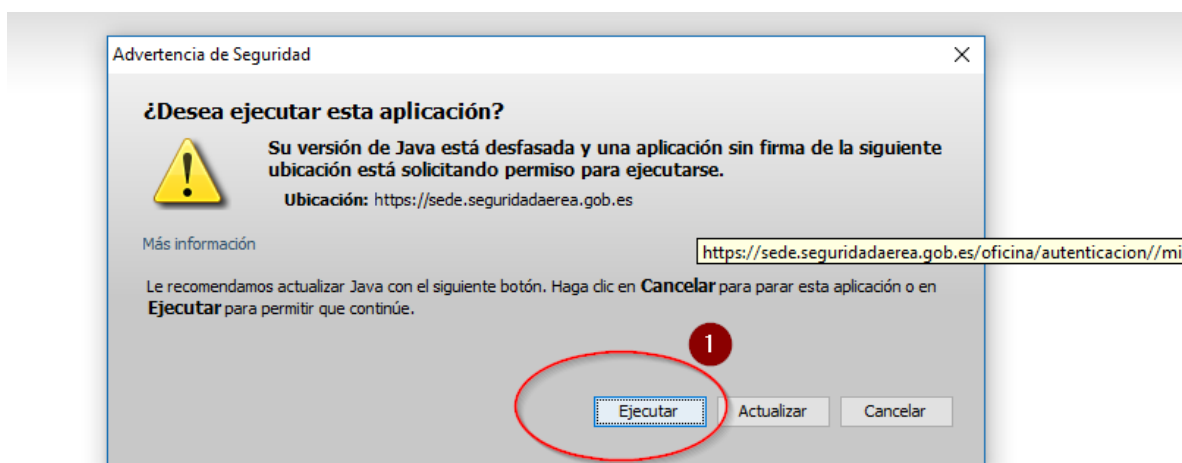 Advertencia de Seguridad
¿Desea ejecutar esta aplicación?
Su versión de Java está desfasada y una aplicación sin firma de la siguiente
ubicación está solicitando permiso para ejecutarse.
Ubicación: https://sede.seguridadaerea.gob.es
Más información
https://sede.seguridadaerea.gob.es/oficina/autenticacion//mi
Le recomendamos actualizar Java con el siguiente botón. Haga clic en Cancelar para parar esta aplicación o en
Ejecutar para permitir que continúe.
1
Ejecutar
Actualizar
Cancelar